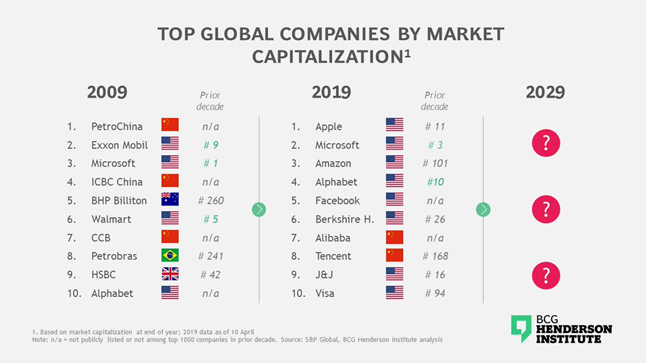 TOP GLOBAL COMPANIES BY MARKET
CAPITALIZATION¹
2009 Prior decade
1. PetroChina n/a
2. Exxon Mobil # 9
3. Microsoft # 1
4. ICBC China n/a
5. BHP Billiton # 260
6. Walmart # 5
7. CCB n/a
8. Petrobras # 241
9. HSBC # 42
10. Alphabet n/a
2019 Prior decade
1. Apple # 11
2. Microsoft # 3
3. Amazon # 101
4. Alphabet #10
5. Facebook n/a
6. Berkshire H. # 26
7. Alibaba n/a
8. Tencent # 168
9. J&J # 16
10. Visa # 94
2029
?
?
?
1. Based on market capitalization at end of year; 2019 data as of 10 April
Note: n/a = not publicly listed or not among top 1000 companies in prior decade. Source: S&P Global, BCG Henderson Institute analysis
BCG
HENDERSON
INSTITUTE